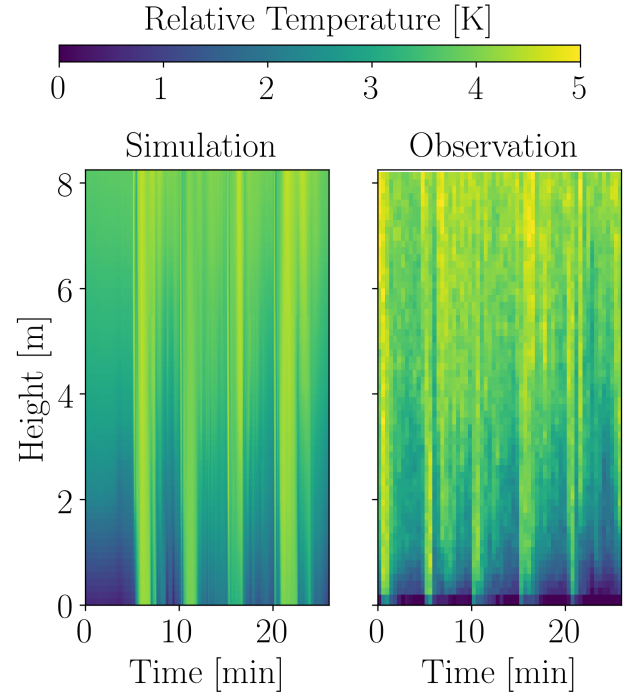 Relative Temperature [K]
0 1 2 3 4 5
Simulation Observation
8
6
4
2
0
Height [m]
0 10 20 0 10 20
Time [min] Time [min]